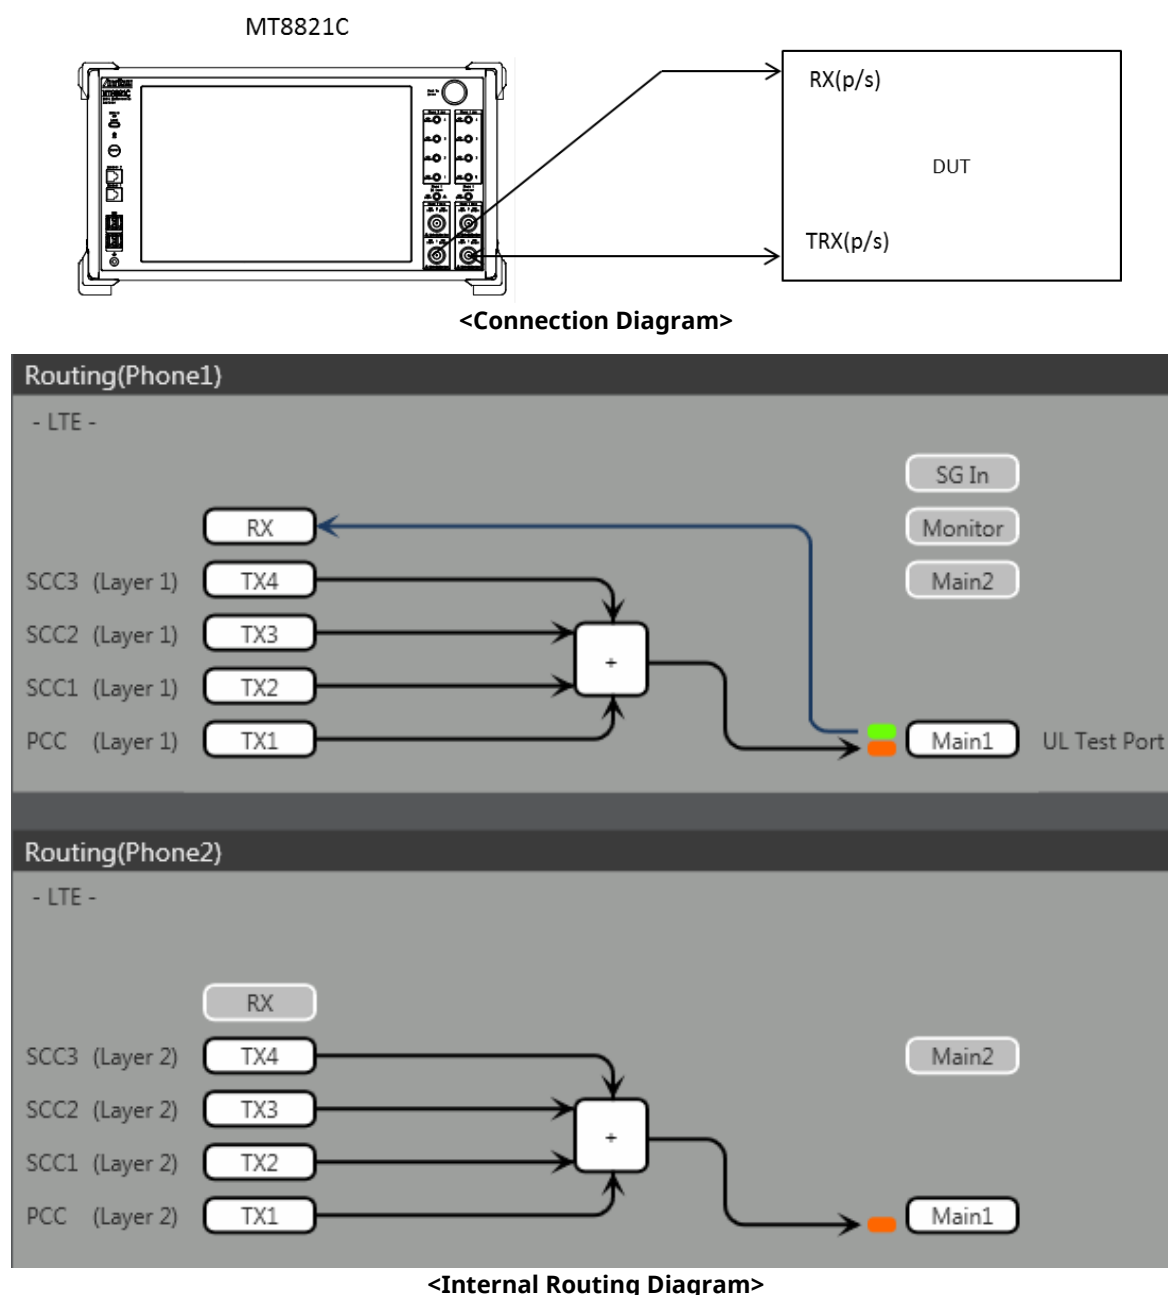 MT8821C
RX(p/s)
DUT
TRX(p/s)
<Connection Diagram>
Routing(Phone1)
- LTE -
SG In
RX
Monitor
SCC3 (Layer 1) TX4 Main2
SCC2 (Layer 1) TX3
+
SCC1 (Layer 1) TX2
PCC (Layer 1) TX1 Main1 UL Test Port
Routing(Phone2)
- LTE -
RX
SCC3 (Layer 2) TX4 Main2
SCC2 (Layer 2) TX3
+
SCC1 (Layer 2) TX2
PCC (Layer 2) TX1 Main1
<Internal Routing Diagram>